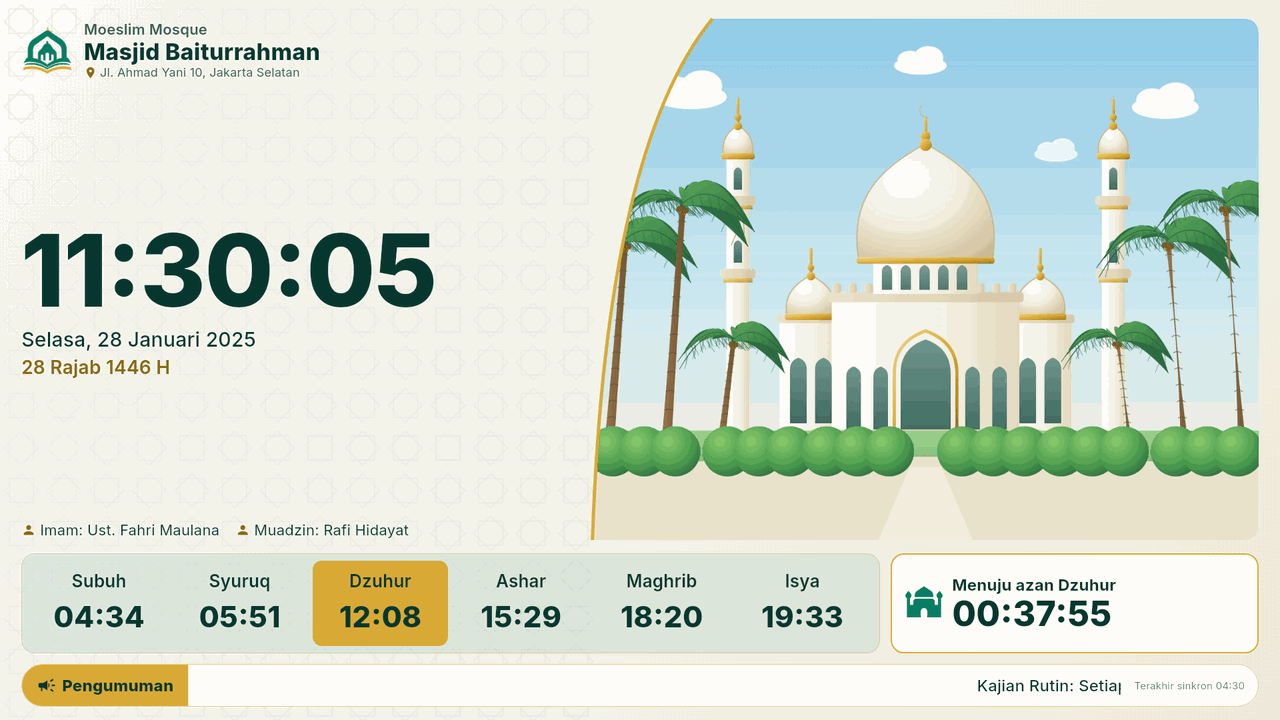 Moeslim Mosque
Masjid Baiturrahman
Jl. Ahmad Yani 10, Jakarta Selatan
11:30:05
Selasa, 28 Januari 2025
28 Rajab 1446 H
Imam: Ust. Fahri Maulana Muadzin: Rafi Hidayat
Subuh Syuruq Dzuhur Ashar Maghrib Isya
04:34 05:51 12:08 15:29 18:20 19:33
Menuju azan Dzuhur
00:37:55
Pengumuman Kajian Rutin: Terakhir sinkron 04:30